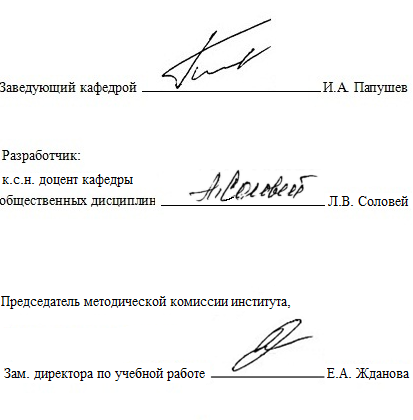 Заведующий кафедрой И.А. Папушев
Разработчик:
к.с.н. доцент кафедры
общественных дисциплин Л.В. Соловей
Председатель методической комиссии института,
Зам. директора по учебной работе Е.А. Жданова